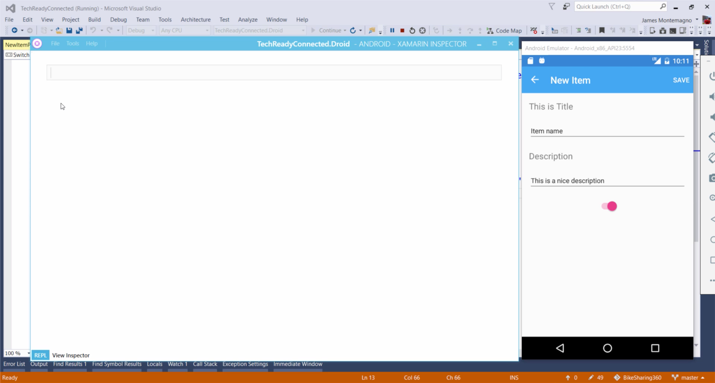 TechReadyConnected (Running) - Microsoft Visual Studio
Quick Launch (Ctrl+Q)
File Edit View Project Build Debug Team Tools Architecture Test Analyze Window Help
James Montemagno
Debug Any CPU TechReadyConnected.Droid Continue Code Map
NewItemF
Switch
File Tools Help
TechReadyConnected.Droid - ANDROID - XAMARIN INSPECTOR
Android Emulator - Android_x86_API23:5554
10:11
New Item
SAVE
This is Title
Item name
Description
This is a nice description
Solutio
100 %
REPL View Inspector
Error List Output Find Results 1 Find Symbol Results Locals Watch 1 Call Stack Exception Settings Immediate Window
Ready
Ln 13
Col 66
Ch 66
INS
0
49
BikeSharing360
master